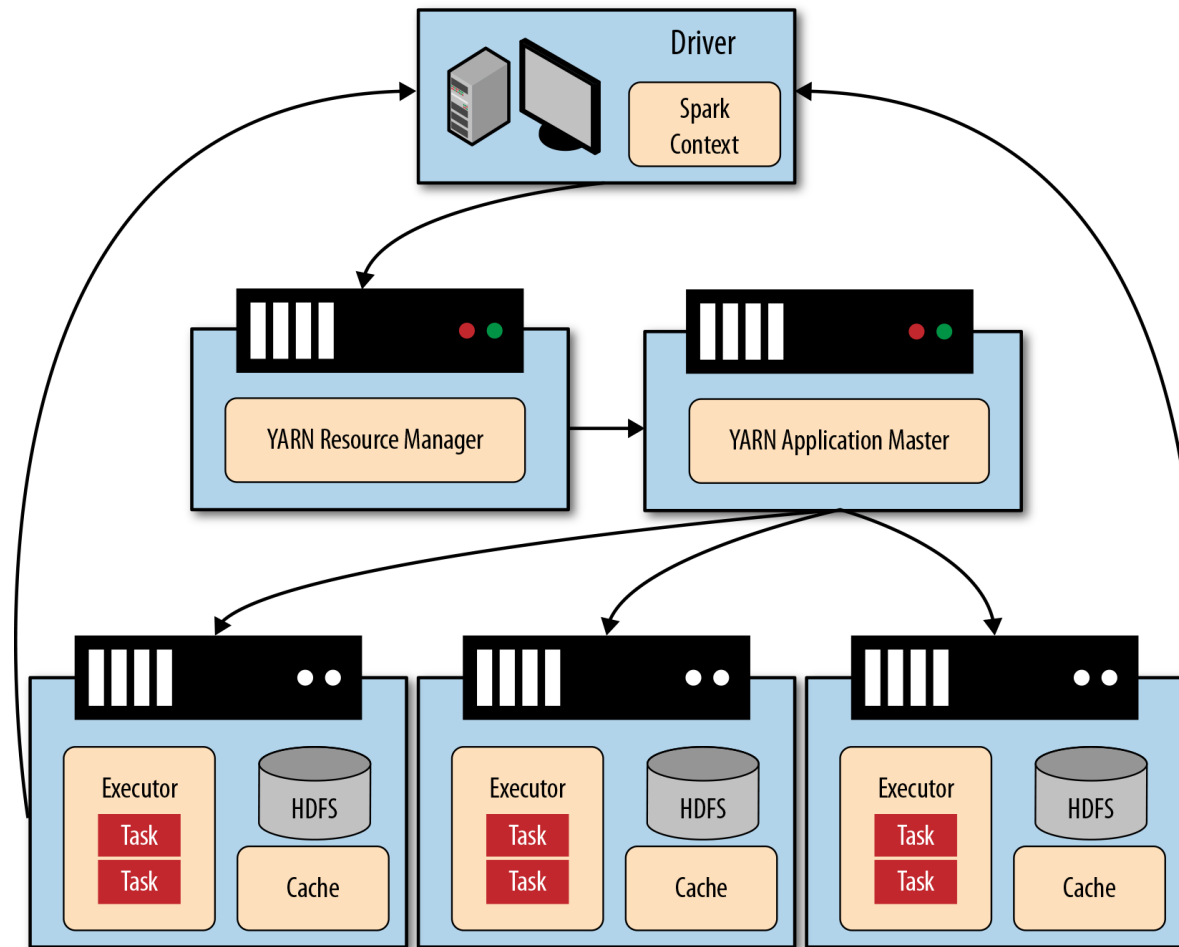 Driver
Spark
Context
YARN Resource Manager
YARN Application Master
Executor
Task
Task
HDFS
Cache
Executor
Task
Task
HDFS
Cache
Executor
Task
Task
HDFS
Cache